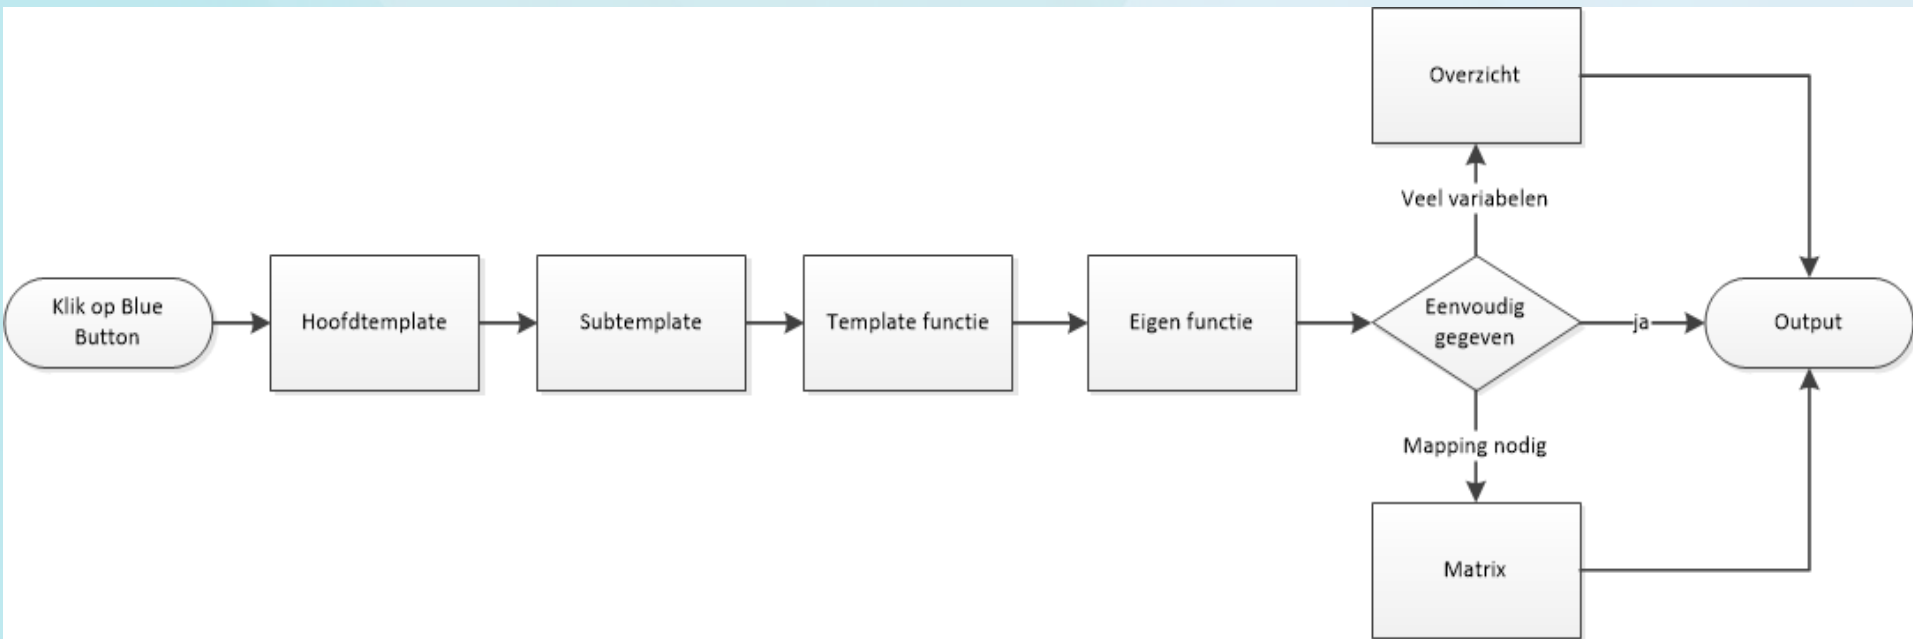 Overzicht
Veel variabelen
Klik op Blue
Button
Hoofdtemplate
Subtemplate
Template functie
Eigen functie
Eenvoudig
gegeven
ja
Output
Mapping nodig
Matrix